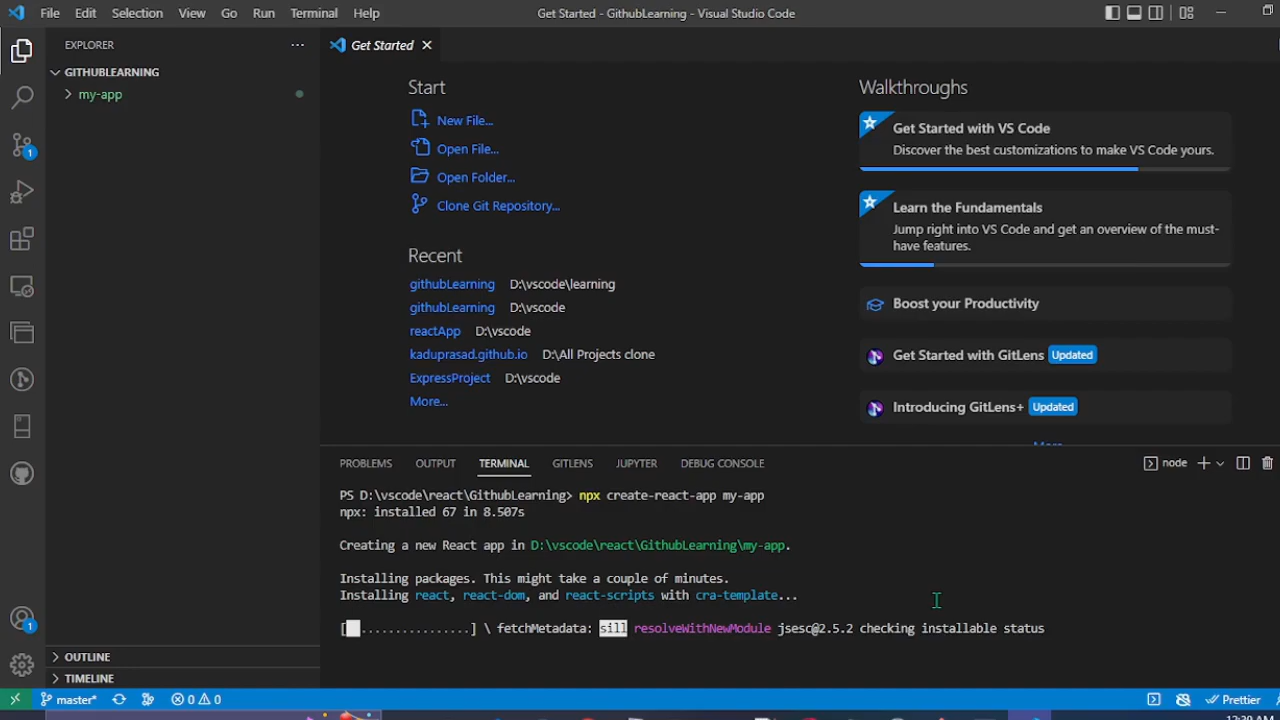 File Edit Selection View Go Run Terminal Help
Get Started - GithubLearning - Visual Studio Code
EXPLORER
GITHUBLEARNING
my-app
1
1
OUTLINE
TIMELINE
Get Started
Start
New File...
Open File...
Open Folder...
Clone Git Repository...
Recent
githubLearning D:\vscode\learning
githubLearning D:\vscode
reactApp D:\vscode
kaduprasad.github.io D:\All Projects clone
ExpressProject D:\vscode
More...
Walkthroughs
Get Started with VS Code
Discover the best customizations to make VS Code yours.
Learn the Fundamentals
Jump right into VS Code and get an overview of the must-
have features.
Boost your Productivity
Get Started with GitLens Updated
Introducing GitLens+ Updated
More...
PROBLEMS OUTPUT TERMINAL GITLENS JUPYTER DEBUG CONSOLE
node
PS D:\vscode\react\GithubLearning> npx create-react-app my-app
npx: installed 67 in 8.507s
Creating a new React app in D:\vscode\react\GithubLearning\my-app.
Installing packages. This might take a couple of minutes.
Installing react, react-dom, and react-scripts with cra-template...
[ ................] \ fetchMetadata: sill resolveWithNewModule jsesc@2.5.2 checking installable status
master* 0 0
Prettier